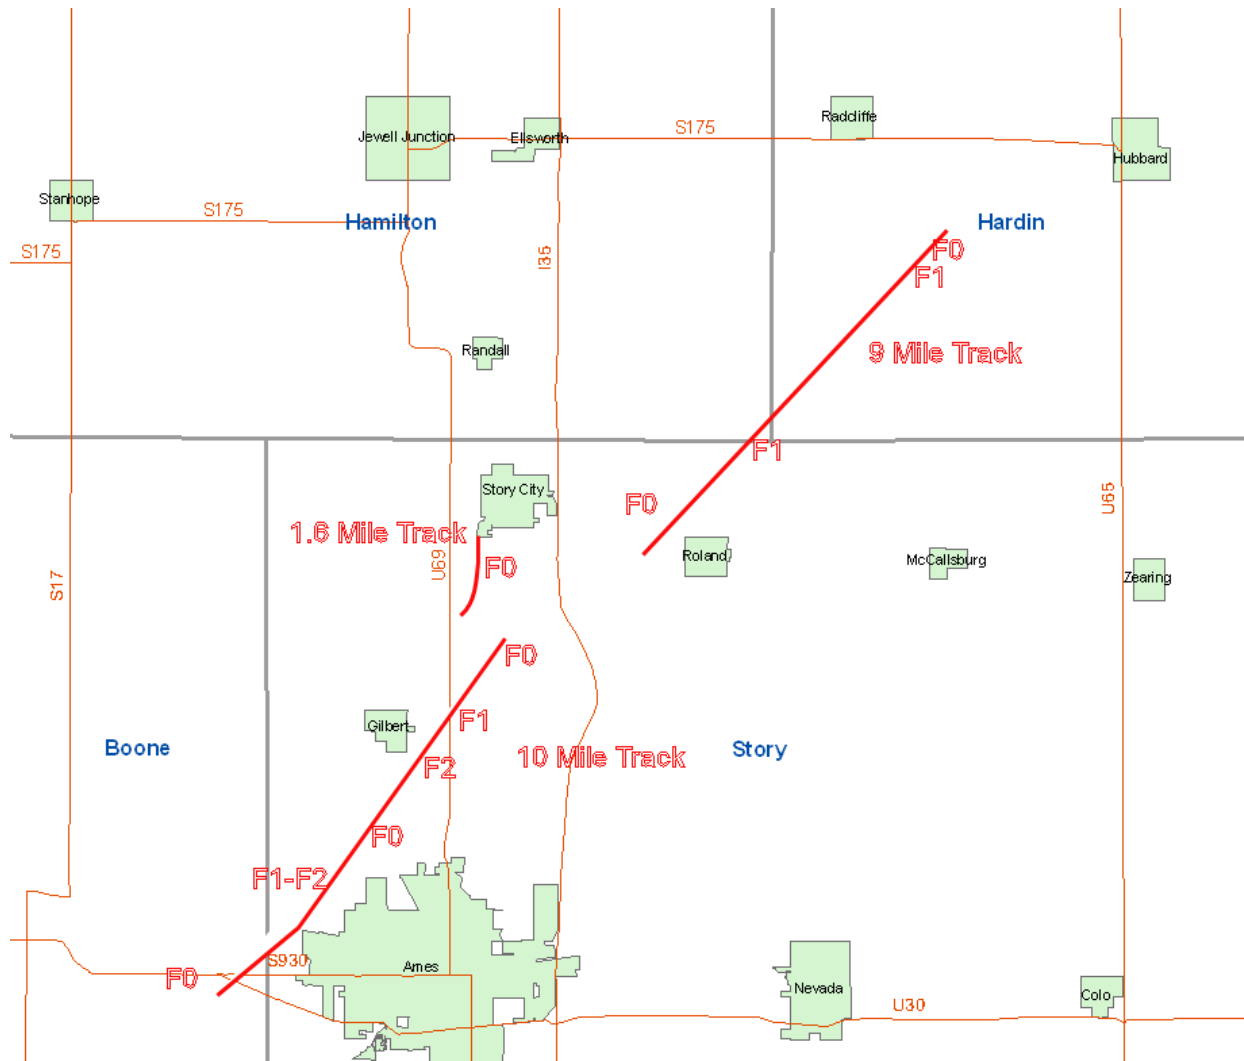 Jewell Junction
Ellsworth
S175
Radcliffe
Hubbard
Stanhope
S175
Hamilton
Hardin
S175
I35
F0
F1
Randall
9 Mile Track
F1
Story City
F0
U65
1.6 Mile Track
U69
F0
Roland
McCallsburg
Zearing
S17
F0
F1
Gilbert
Boone
F2
10 Mile Track
Story
F0
F1-F2
S930
Ames
F0
Nevada
Colo
U30